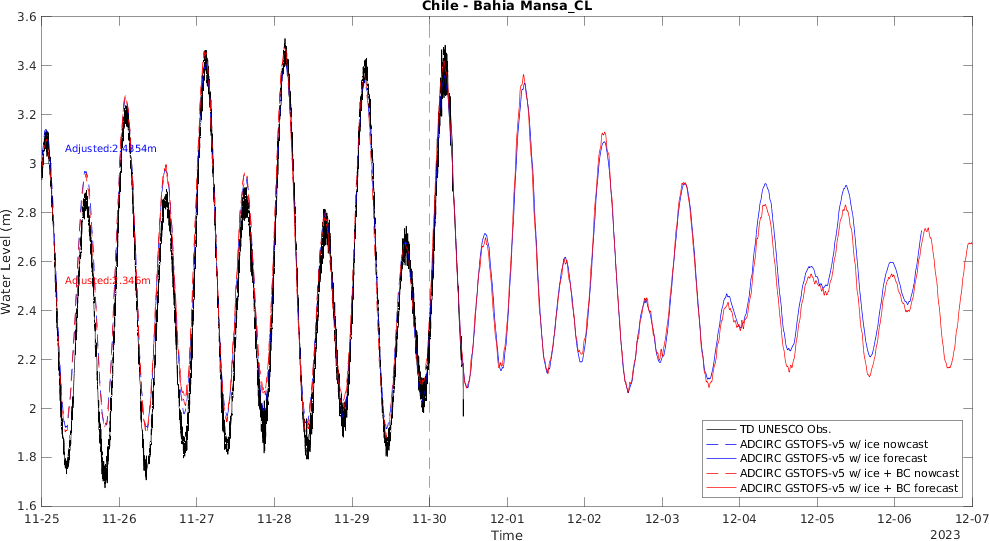 Chile - Bahia Mansa_CL
Water Level (m)
3.6
3.4
3.2
3
2.8
2.6
2.4
2.2
2
1.8
1.6
Adjusted:2.4354m
TD UNESCO Obs.
ADCIRC GSTOFS-v5 w/ ice nowcast
ADCIRC GSTOFS-v5 w/ ice forecast
ADCIRC GSTOFS-v5 w/ ice + BC nowcast
ADCIRC GSTOFS-v5 w/ ice + BC forecast
11-25
11-26
11-27
11-28
11-29
11-30
12-01
12-02
12-03
12-04
12-05
12-06
12-07
Time
2023